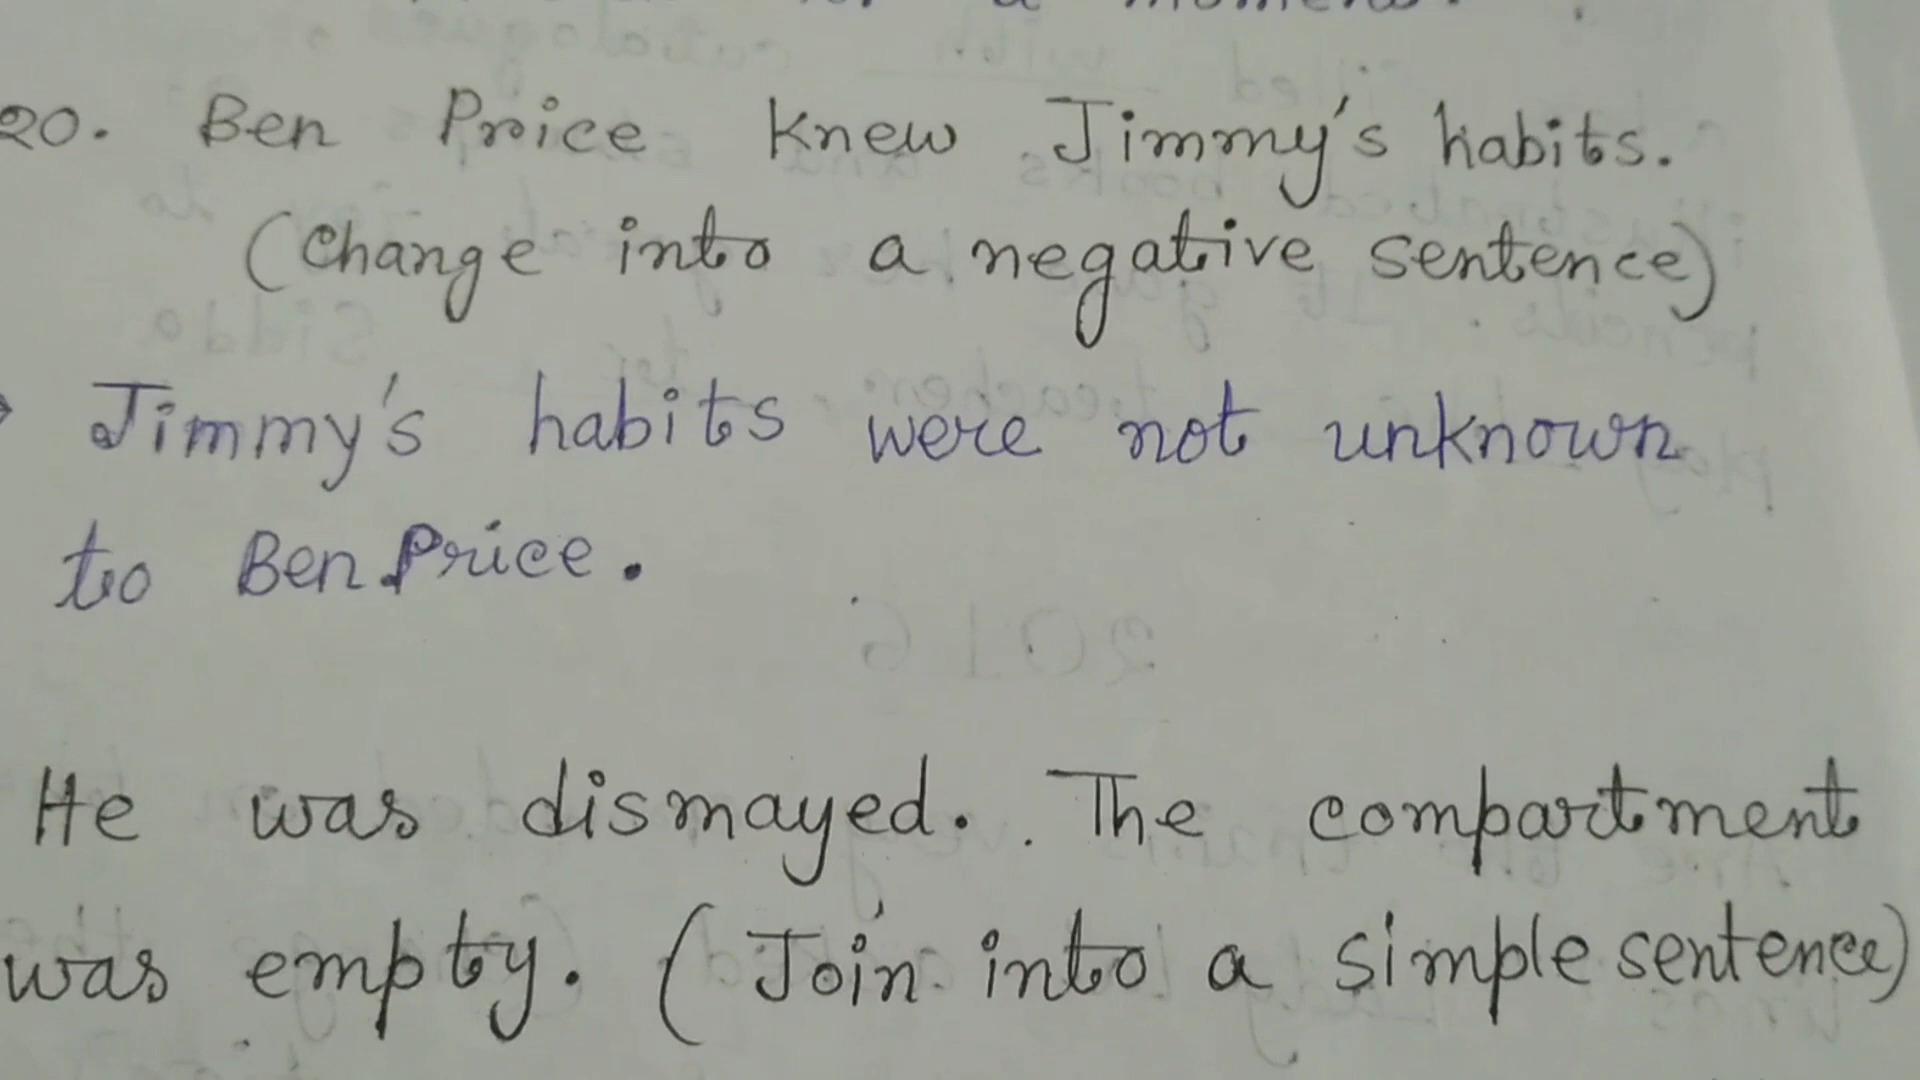 20. Ben Price knew Jimmy's habits.
(Change into a negative sentence)
Jimmy's habits were not unknown
to Ben Price.
He was dismayed. The compartment
was empty. (Join into a simple sentence)